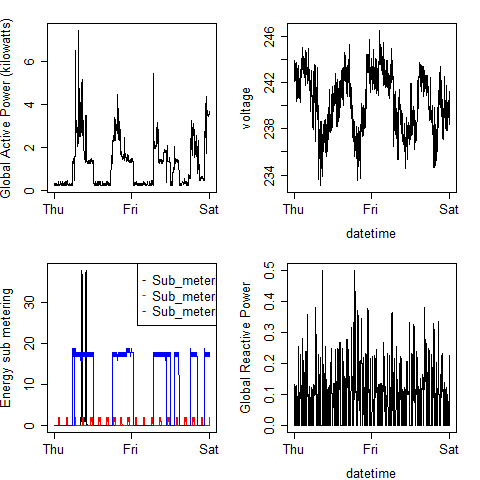 Global Active Power (kilowatts)
0 2 4 6
Thu Fri Sat
voltage
234 238 242 246
Thu Fri Sat
datetime
Energy sub metering
0 10 20 30
Sub_meter
Sub_meter
Sub_meter
Thu Fri Sat
Global Reactive Power
0.0 0.1 0.2 0.3 0.4 0.5
Thu Fri Sat
datetime